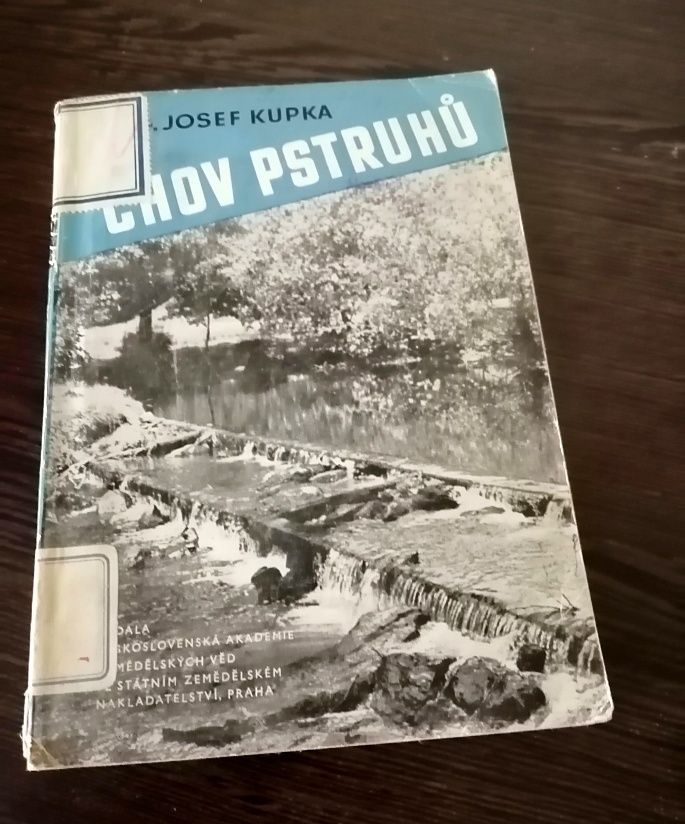 . JOSEF KUPKA
CHOV PSTRUHŮ
DALA
SKOSLOVENSKÁ AKADEMIE
MĚDĚLSKÝCH VĚD
STÁTNÍM ZEMĚDĚLSKÉM
NAKLADATELSTVÍ, PRAHA